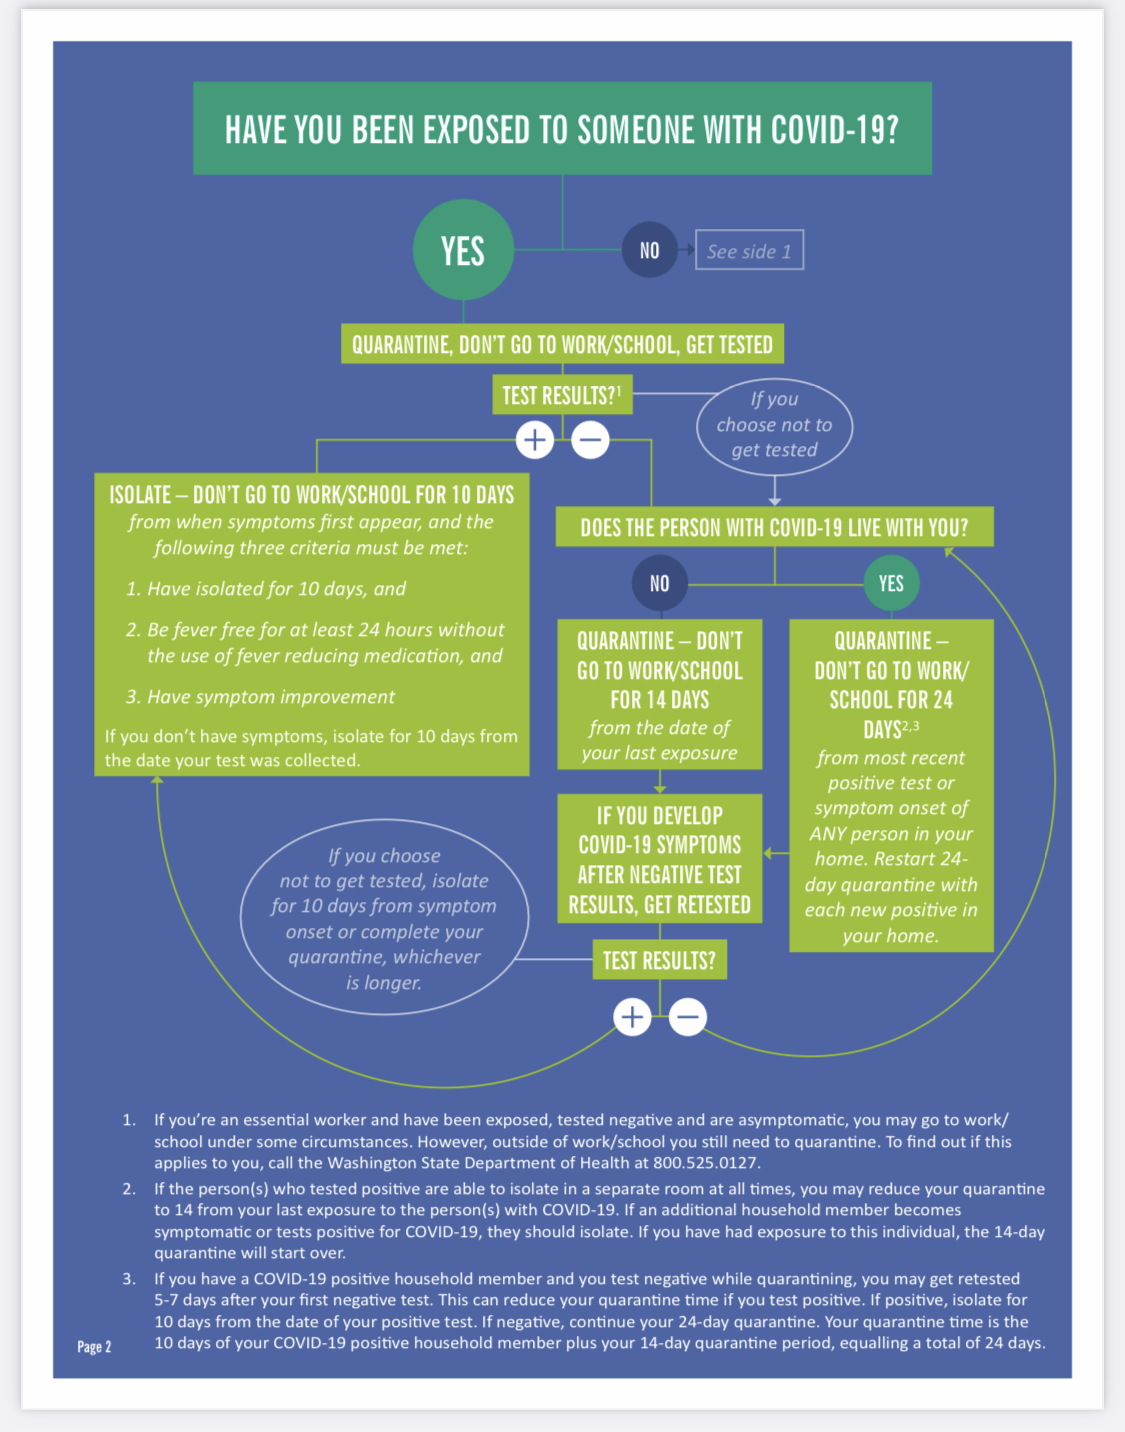 HAVE YOU BEEN EXPOSED TO SOMEONE WITH COVID-19?
YES
NO
See side 1
QUARANTINE, DON'T GO TO WORK/SCHOOL, GET TESTED
TEST RESULTS?¹
If you
choose not to
get tested
+
−
ISOLATE – DON'T GO TO WORK/SCHOOL FOR 10 DAYS
from when symptoms first appear, and the
following three criteria must be met:
1. Have isolated for 10 days, and
2. Be fever free for at least 24 hours without
the use of fever reducing medication, and
3. Have symptom improvement
If you don't have symptoms, isolate for 10 days from
the date your test was collected.
DOES THE PERSON WITH COVID-19 LIVE WITH YOU?
NO
YES
QUARANTINE – DON'T
GO TO WORK/SCHOOL
FOR 14 DAYS
from the date of
your last exposure
QUARANTINE –
DON'T GO TO WORK/
SCHOOL FOR 24
DAYS²,³
from most recent
positive test or
symptom onset of
ANY person in your
home. Restart 24-
day quarantine with
each new positive in
your home.
IF YOU DEVELOP
COVID-19 SYMPTOMS
AFTER NEGATIVE TEST
RESULTS, GET RETESTED
If you choose
not to get tested, isolate
for 10 days from symptom
onset or complete your
quarantine, whichever
is longer.
TEST RESULTS?
+
−
1. If you're an essential worker and have been exposed, tested negative and are asymptomatic, you may go to work/
school under some circumstances. However, outside of work/school you still need to quarantine. To find out if this
applies to you, call the Washington State Department of Health at 800.525.0127.
2. If the person(s) who tested positive are able to isolate in a separate room at all times, you may reduce your quarantine
to 14 from your last exposure to the person(s) with COVID-19. If an additional household member becomes
symptomatic or tests positive for COVID-19, they should isolate. If you have had exposure to this individual, the 14-day
quarantine will start over.
3. If you have a COVID-19 positive household member and you test negative while quarantining, you may get retested
5-7 days after your first negative test. This can reduce your quarantine time if you test positive. If positive, isolate for
10 days from the date of your positive test. If negative, continue your 24-day quarantine. Your quarantine time is the
10 days of your COVID-19 positive household member plus your 14-day quarantine period, equalling a total of 24 days.
Page 2